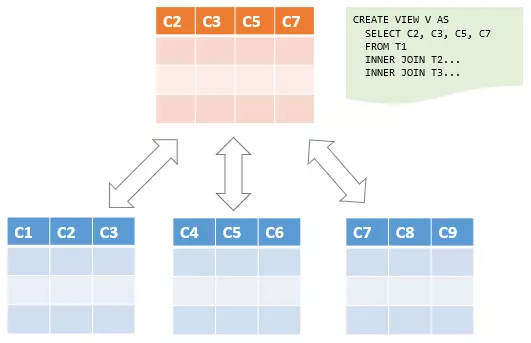 C2 C3 C5 C7
CREATE VIEW V AS
SELECT C2, C3, C5, C7
FROM T1
INNER JOIN T2...
INNER JOIN T3...
C1 C2 C3
C4 C5 C6
C7 C8 C9